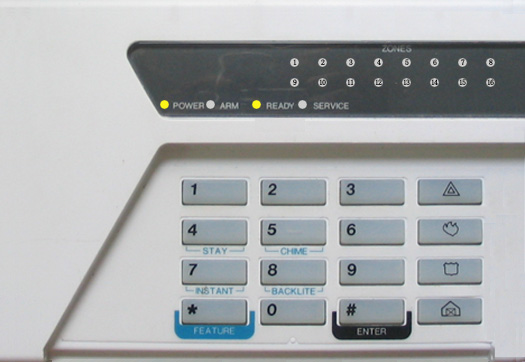 ZONES
1 2 3 4 5 6 7 8
9 10 11 12 13 14 15 16
POWER ARM READY SERVICE
1 2 3
4 5 6
STAY CHIME
7 8 9
INSTANT BACKLITE
* 0 #
FEATURE ENTER